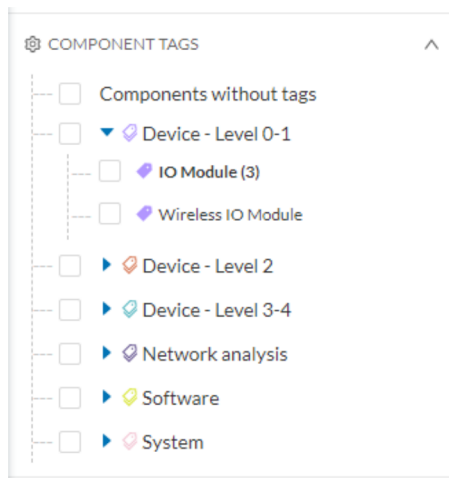 COMPONENT TAGS
Components without tags
Device - Level 0-1
IO Module (3)
Wireless IO Module
Device - Level 2
Device - Level 3-4
Network analysis
Software
System